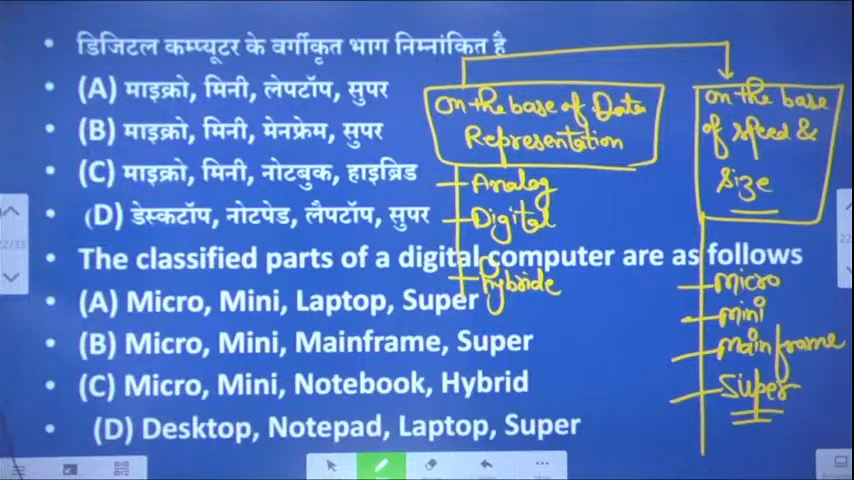 डिजिटल कम्प्यूटर के वर्गीकृत भाग निम्नांकित है
(A) माइक्रो, मिनी, लेपटॉप, सुपर
(B) माइक्रो, मिनी, मेनफ्रेम, सुपर
(C) माइक्रो, मिनी, नोटबुक, हाइब्रिड
(D) डेस्कटॉप, नोटपेड, लैपटॉप, सुपर
The classified parts of a digital computer are as follows
(A) Micro, Mini, Laptop, Super
(B) Micro, Mini, Mainframe, Super
(C) Micro, Mini, Notebook, Hybrid
(D) Desktop, Notepad, Laptop, Super
On the base of Data
Representation
Analog
Digital
Hybride
on the base
of speed &
size
micro
mini
mainframe
super
22/33